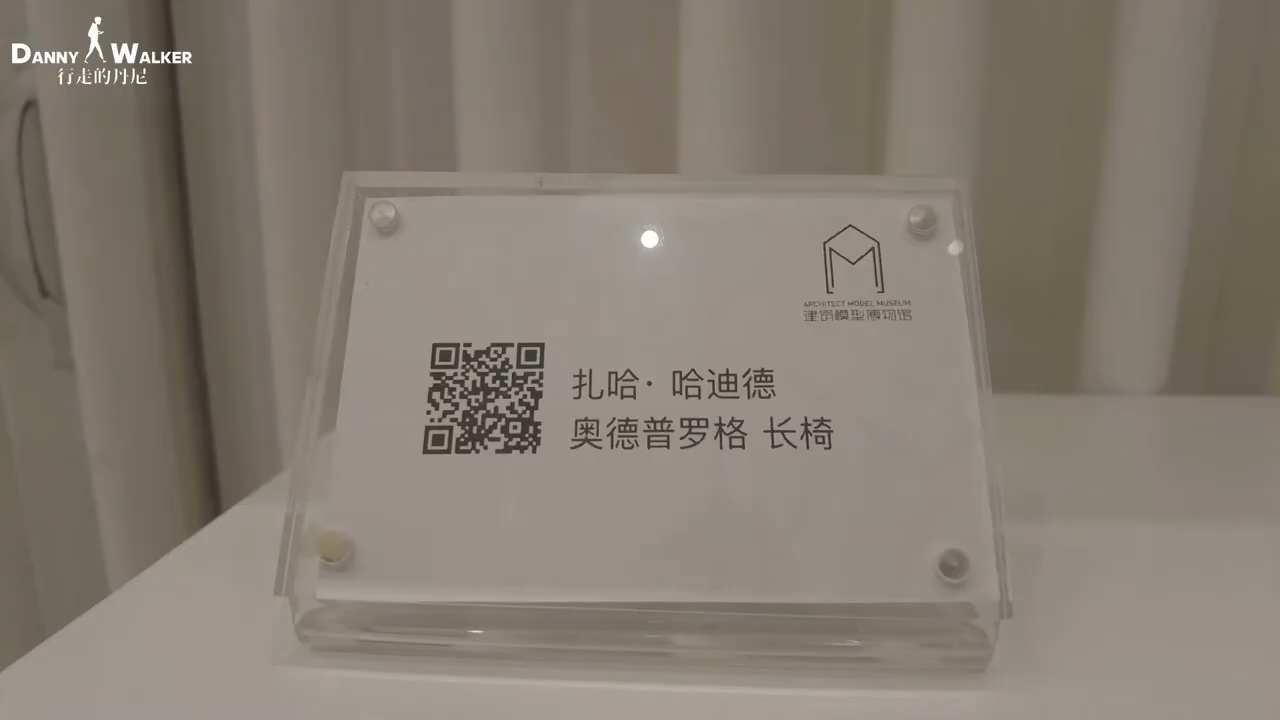 DANNY WALKER
行走的丹尼
ARCHITECT MODEL MUSEUM
建筑模型博物馆
扎哈· 哈迪德
奥德普罗格 长椅